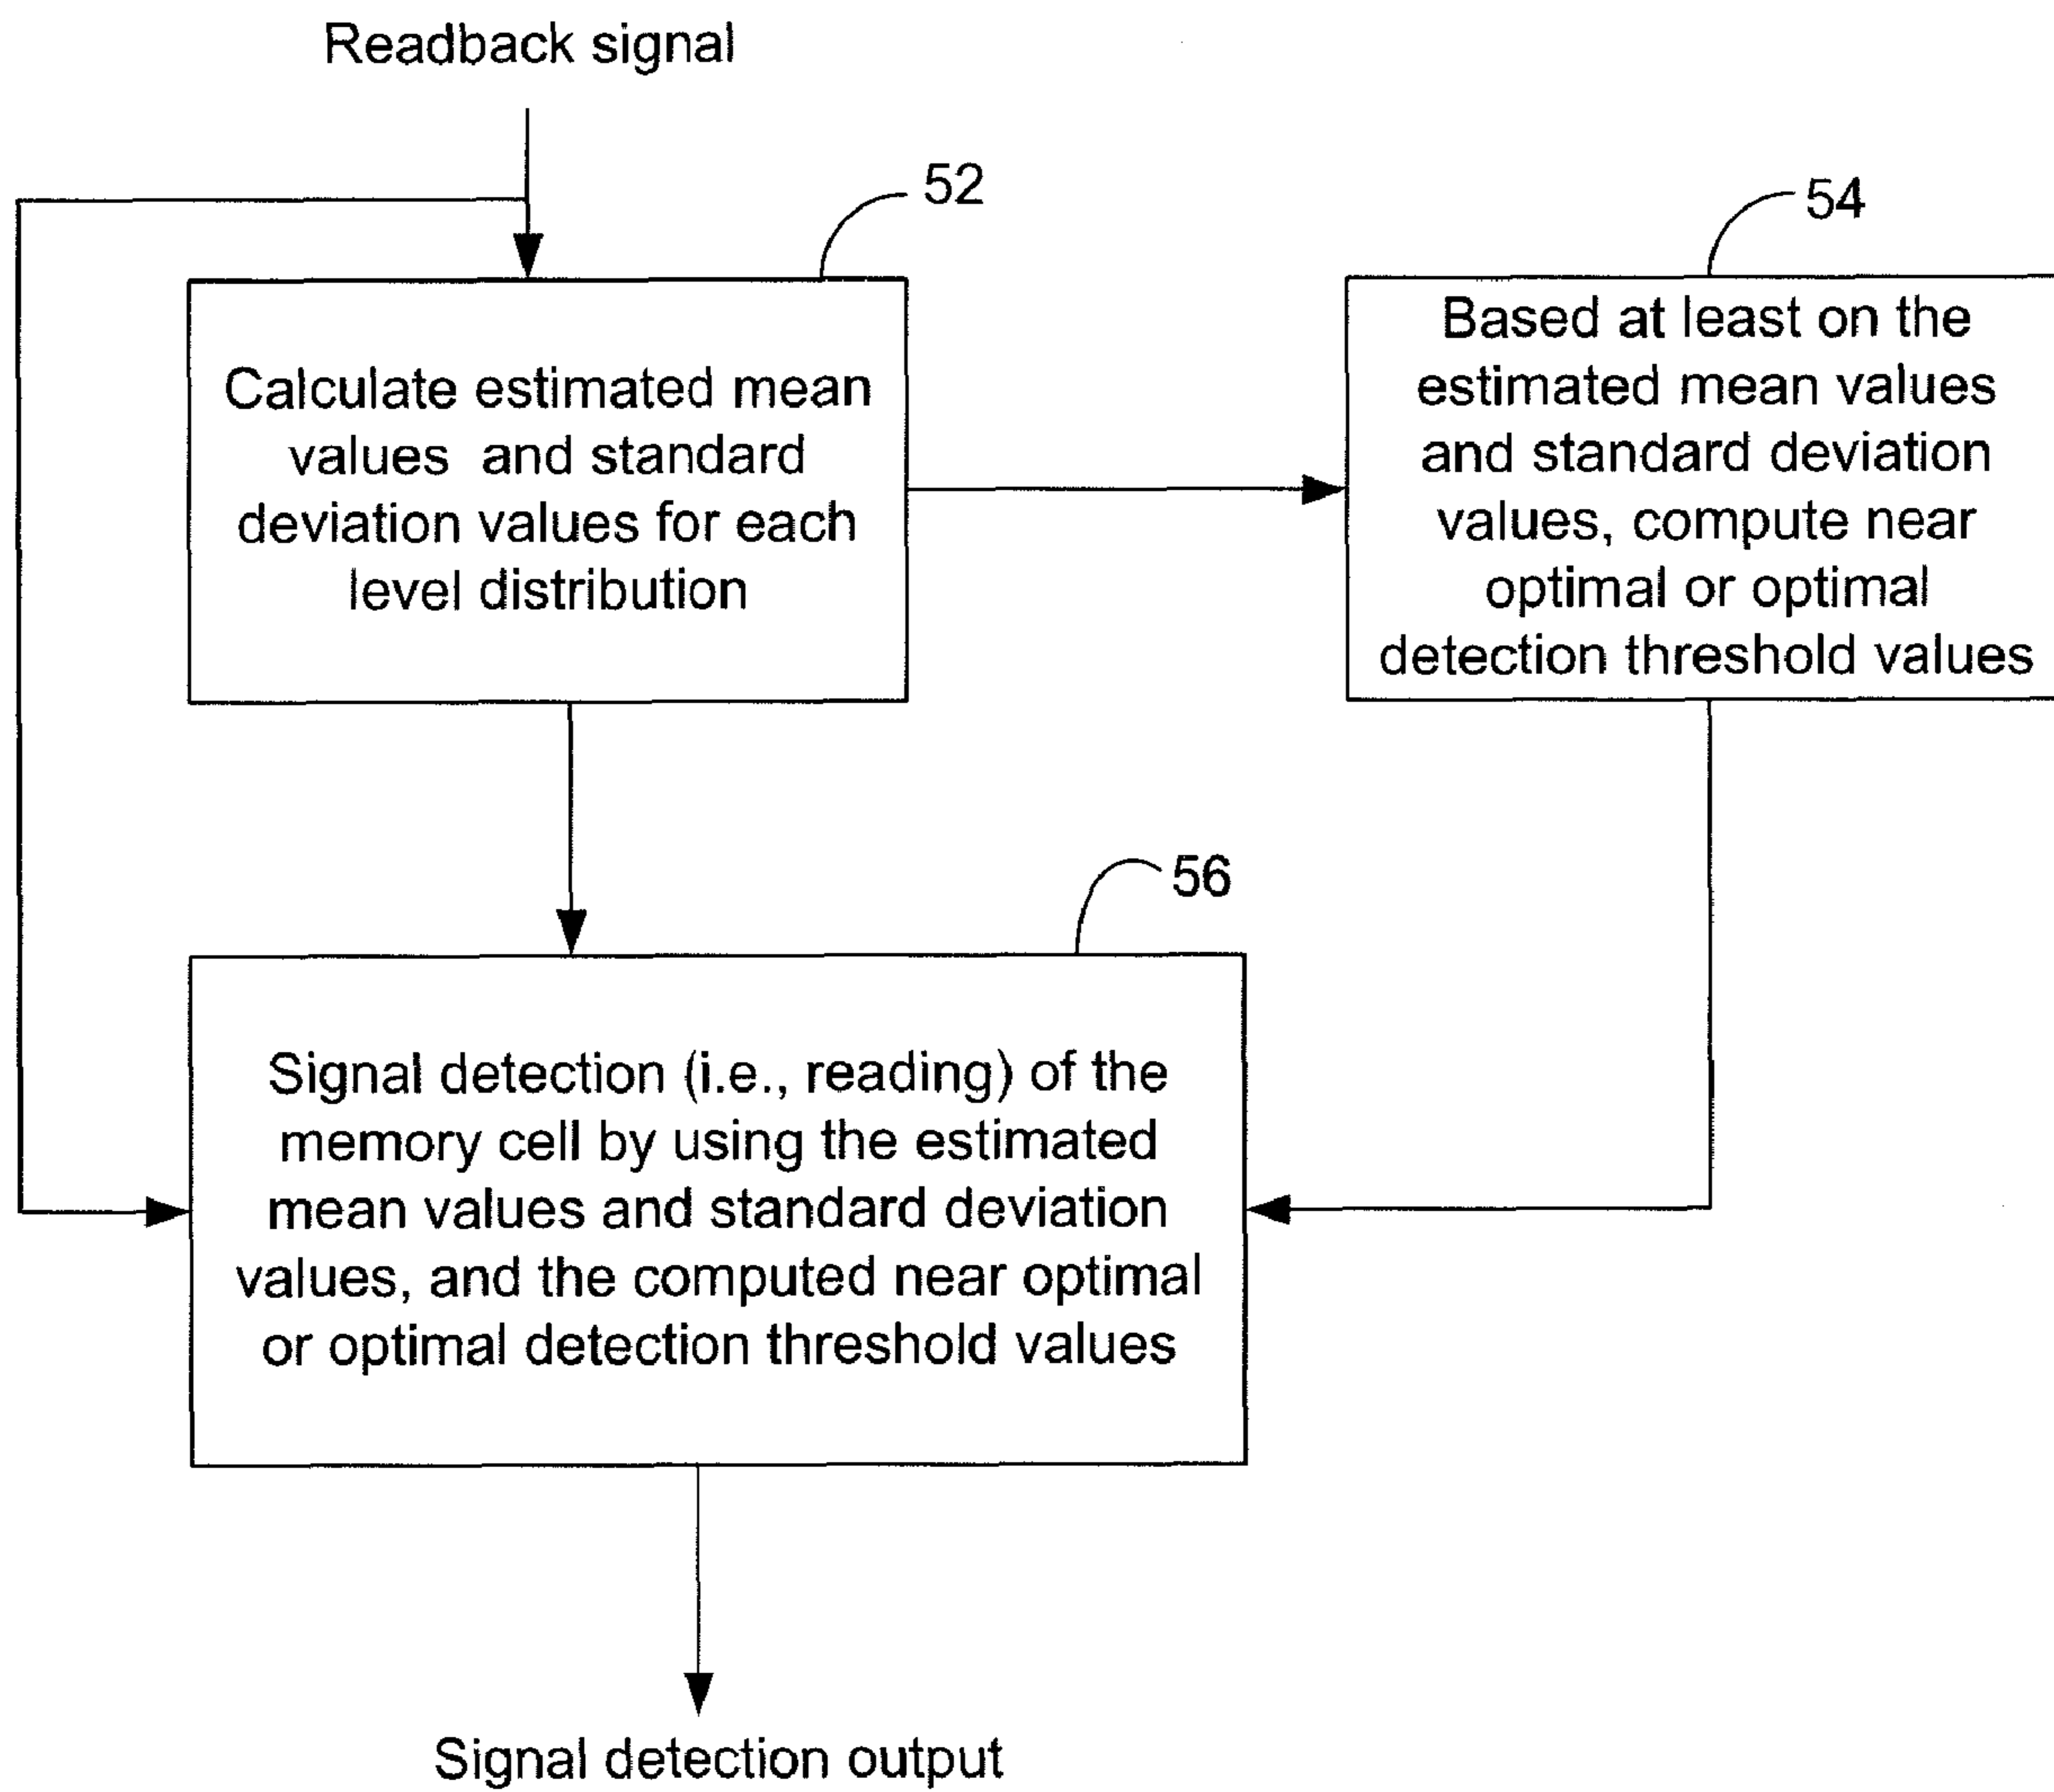 Readback signal
52
54
Calculate estimated mean
values and standard
deviation values for each
level distribution
Based at least on the
estimated mean values
and standard deviation
values, compute near
optimal or optimal
detection threshold values
56
Signal detection (i.e., reading) of the
memory cell by using the estimated
mean values and standard deviation
values, and the computed near optimal
or optimal detection threshold values
Signal detection output